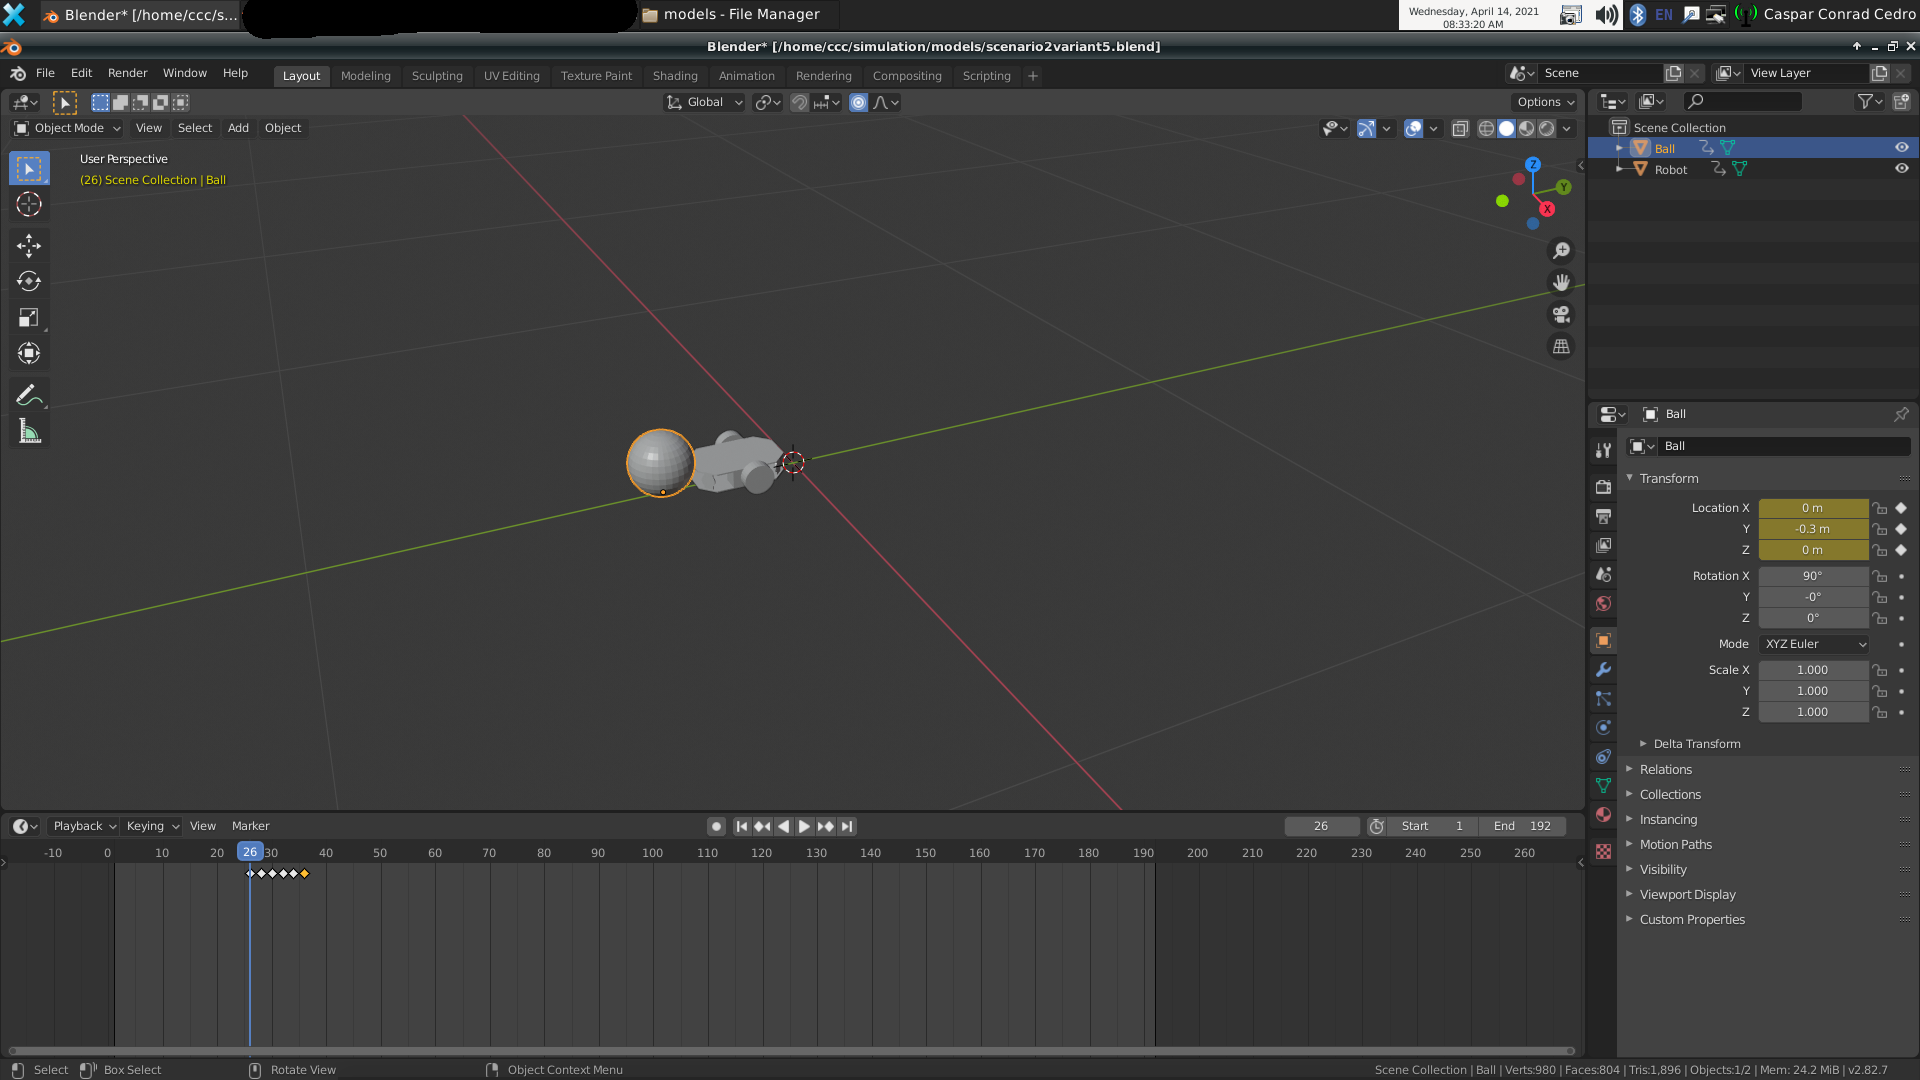 Blender* [/home/ccc/s... models - File Manager Wednesday, April 14, 2021 EN Caspar Conrad Cedro
08:33:20 AM
Blender* [/home/ccc/simulation/models/scenario2variant5.blend]
File Edit Render Window Help Layout Modeling Sculpting UV Editing Texture Paint Shading Animation Rendering Compositing Scripting + Scene View Layer
Global Options
Object Mode View Select Add Object
Scene Collection
Ball
Robot
User Perspective
(26) Scene Collection | Ball
Z
Y
X
Ball
Ball
Transform
Location X 0 m
Y -0.3 m
Z 0 m
Rotation X 90°
Y -0°
Z 0°
Mode XYZ Euler
Scale X 1.000
Y 1.000
Z 1.000
Delta Transform
Relations
Collections
Instancing
Motion Paths
Visibility
Viewport Display
Custom Properties
Playback Keying View Marker 26 Start 1 End 192
-10 0 10 20 26 30 40 50 60 70 80 90 100 110 120 130 140 150 160 170 180 190 200 210 220 230 240 250 260
Select Box Select Rotate View Object Context Menu Scene Collection | Ball | Verts:980 | Faces:804 | Tris:1,896 | Objects:1/2 | Mem: 24.2 MiB | v2.82.7